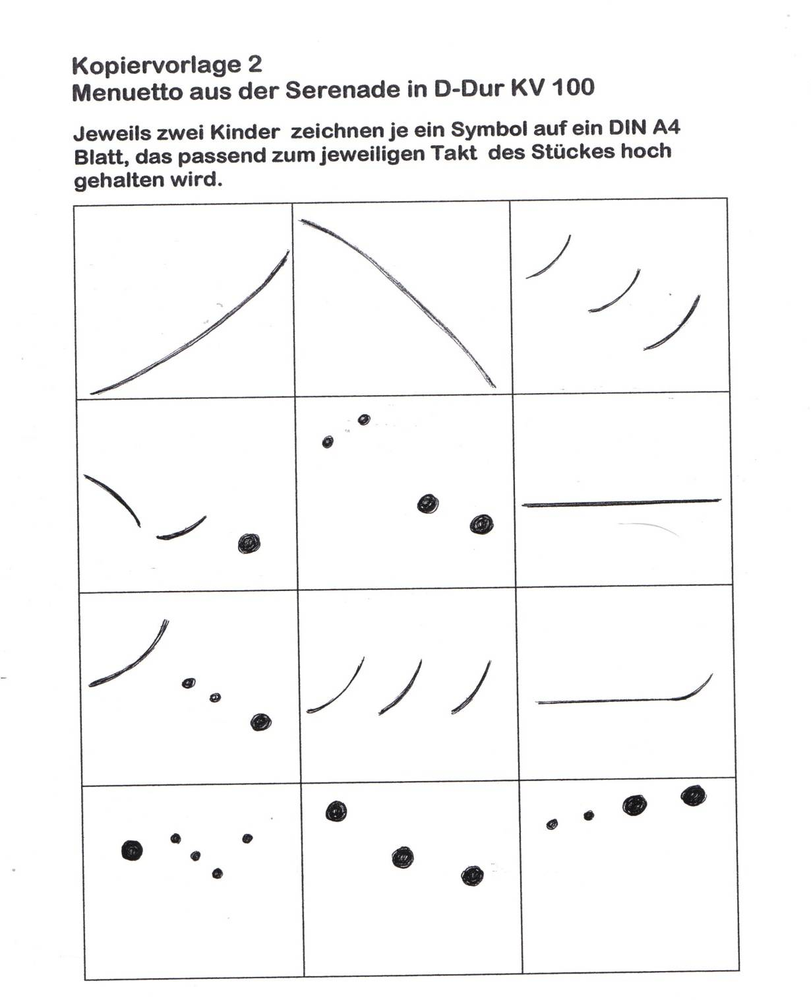 Kopiervorlage 2
Menuetto aus der Serenade in D-Dur KV 100
Jeweils zwei Kinder zeichnen je ein Symbol auf ein DIN A4
Blatt, das passend zum jeweiligen Takt des Stückes hoch
gehalten wird.